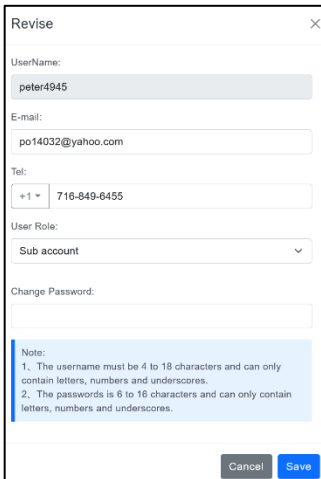 Revise
UserName:
peter4945
E-mail:
po14032@yahoo.com
Tel:
+1 716-849-6455
User Role:
Sub account
Change Password:
Note:
1、The username must be 4 to 18 characters and can only
contain letters, numbers and underscores.
2、The passwords is 6 to 16 characters and can only contain
letters, numbers and underscores.
Cancel Save